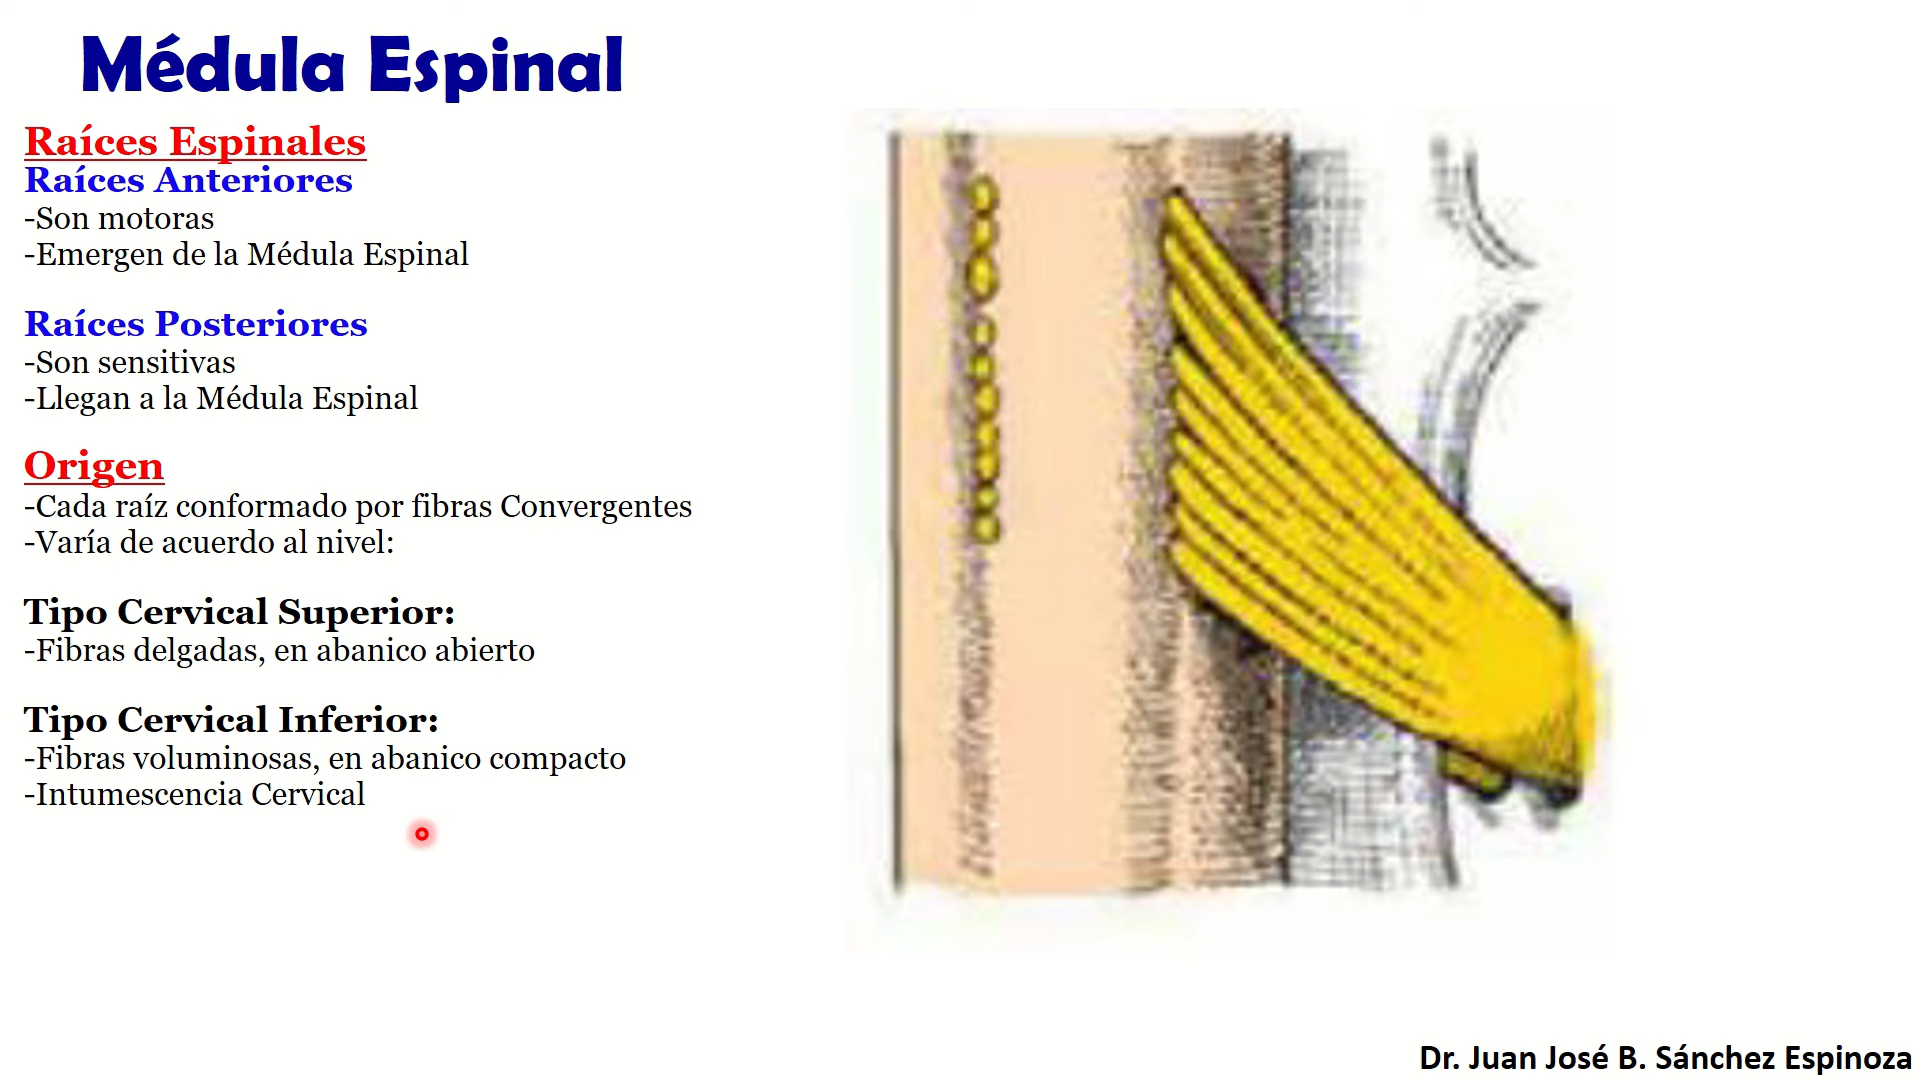 Médula Espinal
Raíces Espinales
Raíces Anteriores
-Son motoras
-Emergen de la Médula Espinal
Raíces Posteriores
-Son sensitivas
-Llegan a la Médula Espinal
Origen
-Cada raíz conformado por fibras Convergentes
-Varía de acuerdo al nivel:
Tipo Cervical Superior:
-Fibras delgadas, en abanico abierto
Tipo Cervical Inferior:
-Fibras voluminosas, en abanico compacto
-Intumescencia Cervical
Dr. Juan José B. Sánchez Espinoza